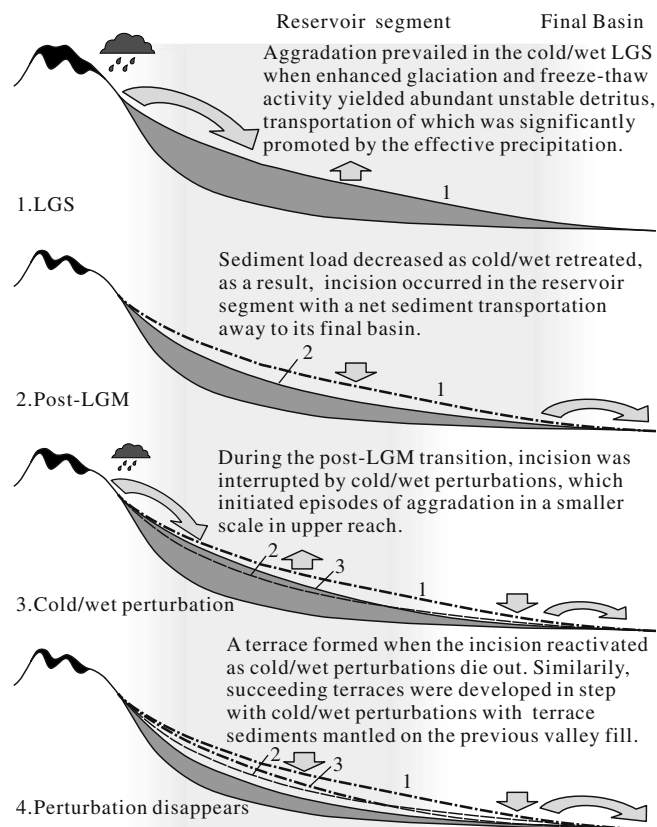 Reservoir segment Final Basin
Aggradation prevailed in the cold/wet LGS
when enhanced glaciation and freeze-thaw
activity yielded abundant unstable detritus,
transportation of which was significantly
promoted by the effective precipitation.
1
1.LGS
Sediment load decreased as cold/wet retreated,
as a result, incision occurred in the reservoir
segment with a net sediment transportation
away to its final basin.
2
1
2.Post-LGM
During the post-LGM transition, incision was
interrupted by cold/wet perturbations, which
initiated episodes of aggradation in a smaller
scale in upper reach.
2
3
1
3.Cold/wet perturbation
A terrace formed when the incision reactivated
as cold/wet perturbations die out. Similarily,
succeeding terraces were developed in step
with cold/wet perturbations with terrace
sediments mantled on the previous valley fill.
2
3
1
4.Perturbation disappears